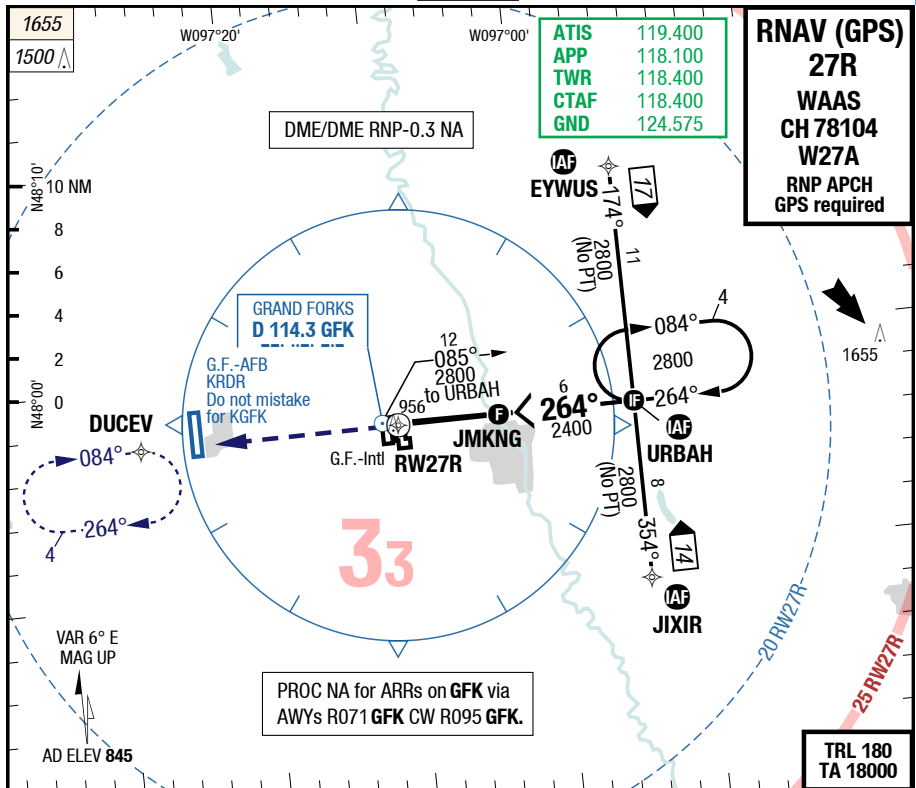 1655
1500
W097°20'
W097°00'
ATIS 119.400
APP 118.100
TWR 118.400
CTAF 118.400
GND 124.575
RNAV (GPS)
27R
WAAS
CH 78104
W27A
RNP APCH
GPS required
DME/DME RNP-0.3 NA
IAF
EYWUS
17
174°
2800
(No PT)
11
N48°10'
10 NM
8
6
4
2
0
N48°00'
GRAND FORKS
D 114.3 GFK
G.F.-AFB
KRDR
Do not mistake
for KGFK
12
085°
2800
to URBAH
956
6
264°
2400
084°
4
2800
264°
1655
IF
IAF
URBAH
F
JMKNG
RW27R
G.F.-Intl
DUCEV
084°
264°
4
33
2800
(No PT)
8
354°
14
IAF
JIXIR
20 RW27R
25 RW27R
VAR 6° E
MAG UP
AD ELEV 845
PROC NA for ARRs on GFK via
AWYs R071 GFK CW R095 GFK.
TRL 180
TA 18000